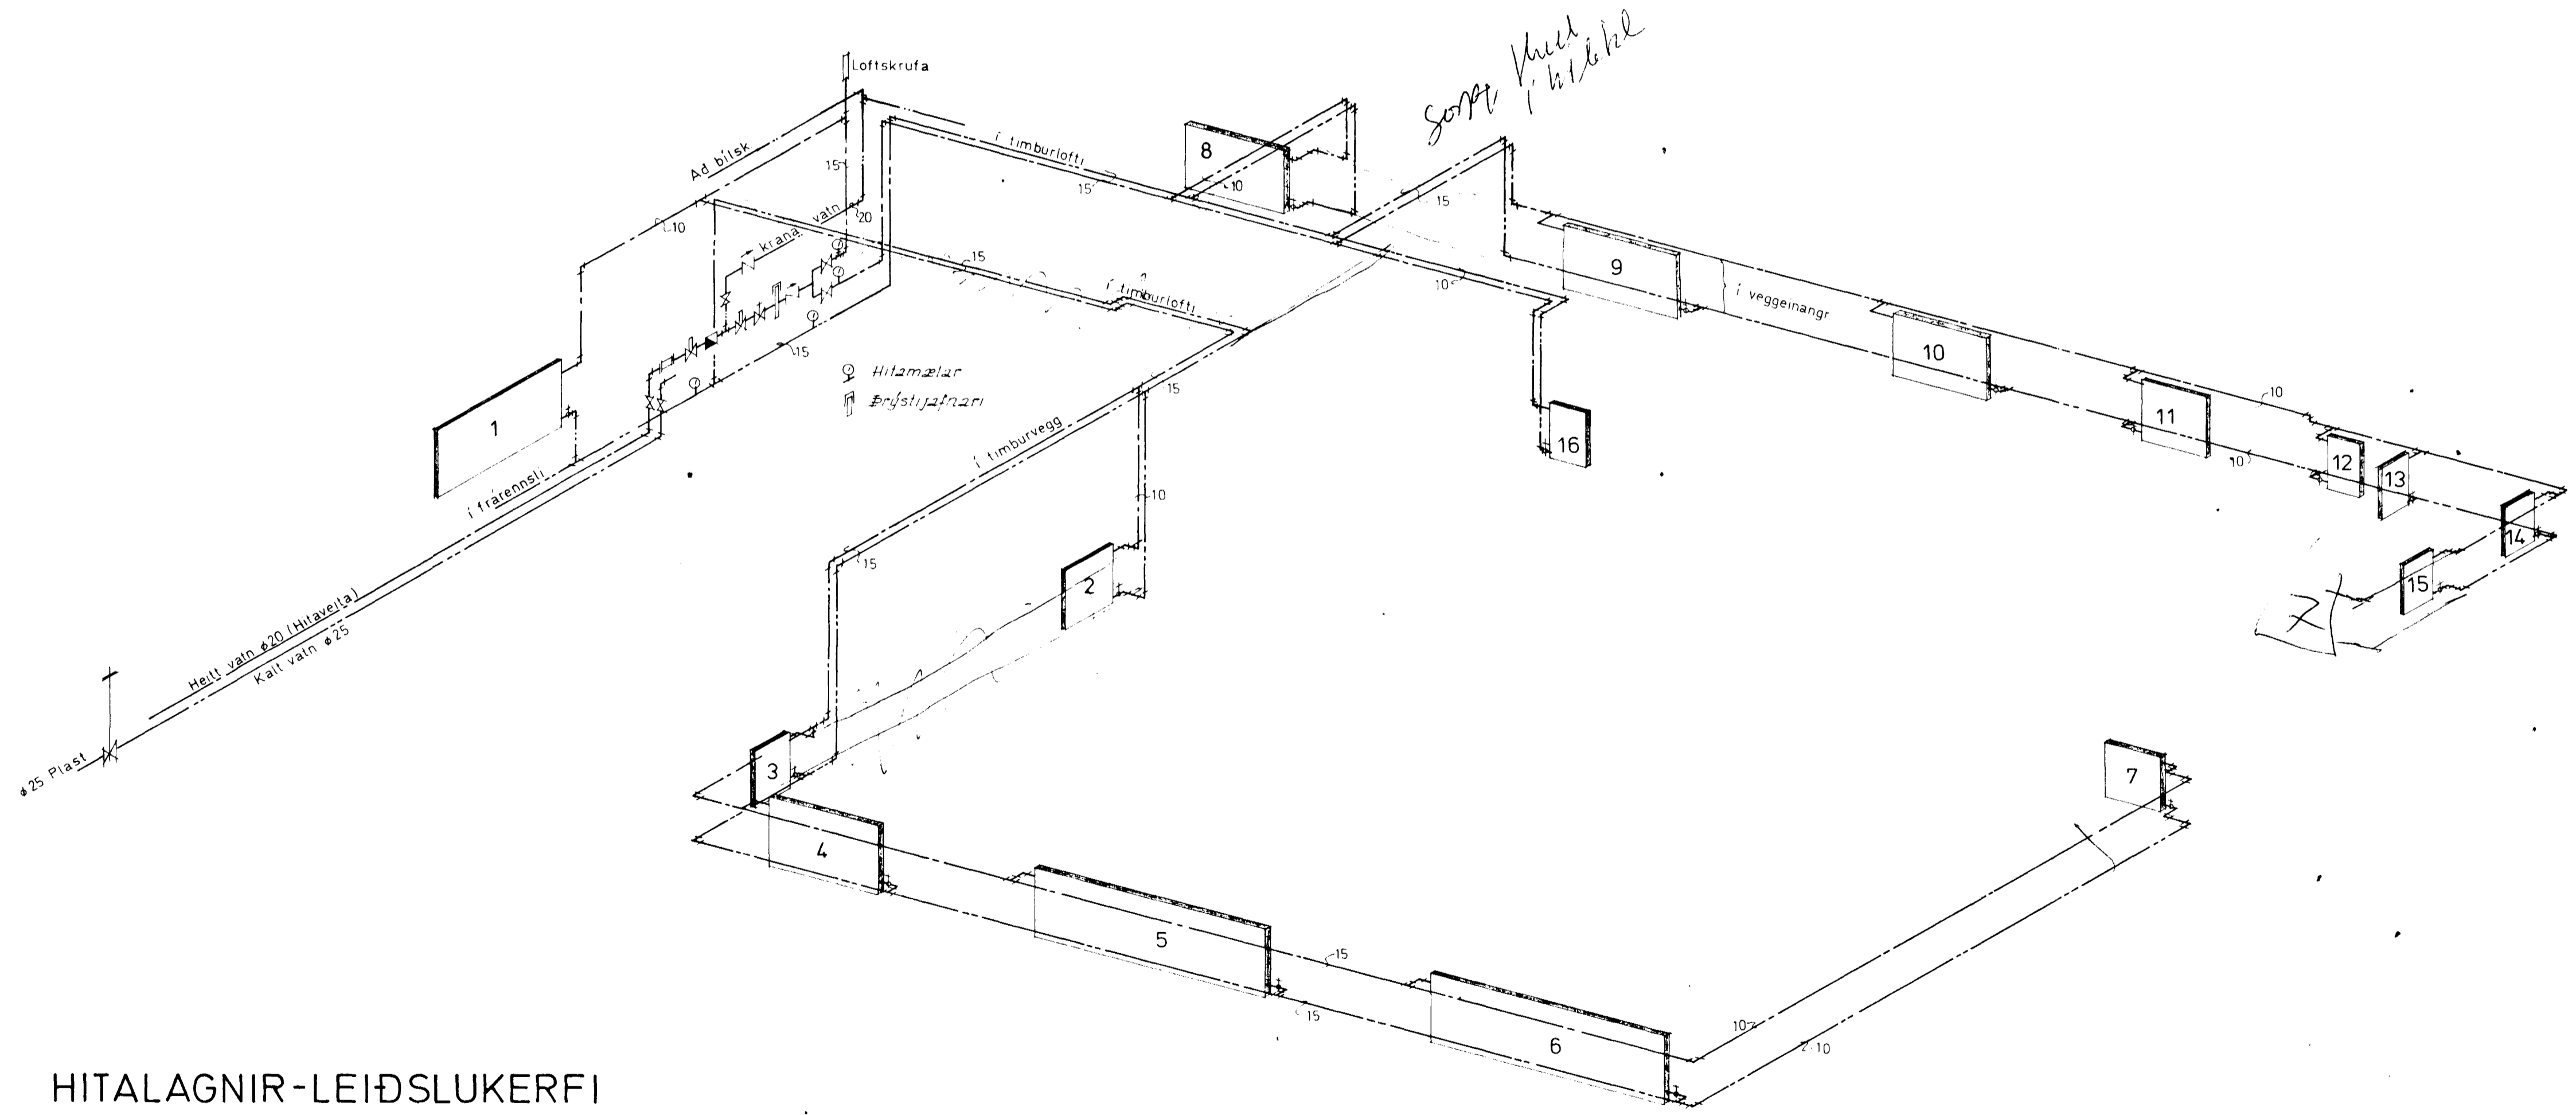 Loftskrufa
Ad bílsk
í timburlofti
15
15
8
10
15
10
krana vatn
20
15
í timburlofti
10
9
í veggeinangr.
10
10
11
10
12
13
14
15
16
15
Hitamælar
Þrýstijafnari
1
í frárennsli
15
í timburvegg
10
15
2
Heitt vatn ø20 (Hitaveita)
Kalt vatn ø25
ø25 Plast
3
4
5
15
15
6
7
10
10
HITALAGNIR-LEIÐSLUKERFI